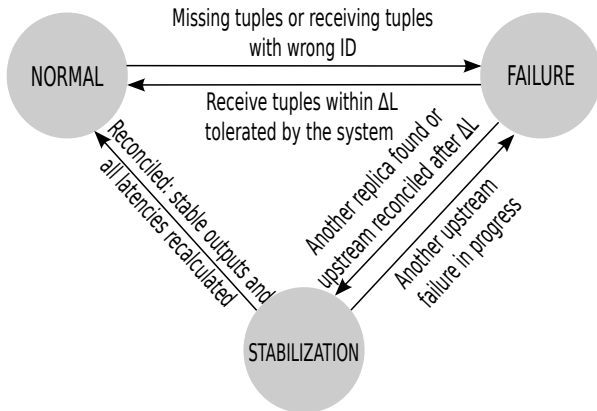 Missing tuples or receiving tuples
with wrong ID
NORMAL
FAILURE
Receive tuples within ΔL
tolerated by the system
Reconciled: stable outputs and
all latencies recalculated
Another replica found or
upstream reconciled after ΔL
Another upstream
failure in progress
STABILIZATION